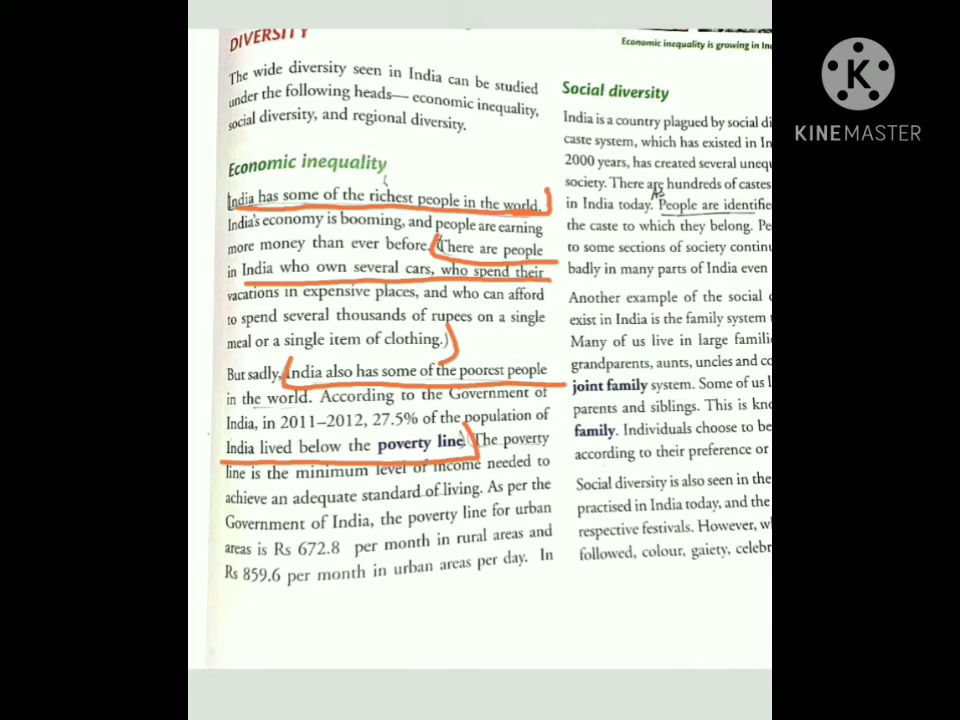 DIVERSITY
The wide diversity seen in India can be studied
under the following heads— economic inequality,
social diversity, and regional diversity.
Economic inequality
India has some of the richest people in the world.
India's economy is booming, and people are earning
more money than ever before. (There are people
in India who own several cars, who spend their
vacations in expensive places, and who can afford
to spend several thousands of rupees on a single
meal or a single item of clothing.)
But sadly, India also has some of the poorest people
in the world. According to the Government of
India, in 2011–2012, 27.5% of the population of
India lived below the poverty line. (The poverty
line is the minimum level of income needed to
achieve an adequate standard of living. As per the
Government of India, the poverty line for urban
areas is Rs 672.8 per month in rural areas and
Rs 859.6 per month in urban areas per day. In
Economic inequality is growing in
Social diversity
India is a country plagued by social
caste system, which has existed in
2000 years, has created several
society. There are hundreds of castes
in India today. People are
the caste to which they belong.
to some sections of society
badly in many parts of India even
Another example of the social
exist in India is the family system
Many of us live in large
grandparents, aunts, uncles and
joint family system. Some of us
parents and siblings. This is
family. Individuals choose to be
according to their preference or
Social diversity is also seen in the
practised in India today, and the
respective festivals. However,
followed, colour, gaiety,
K
KINEMASTER